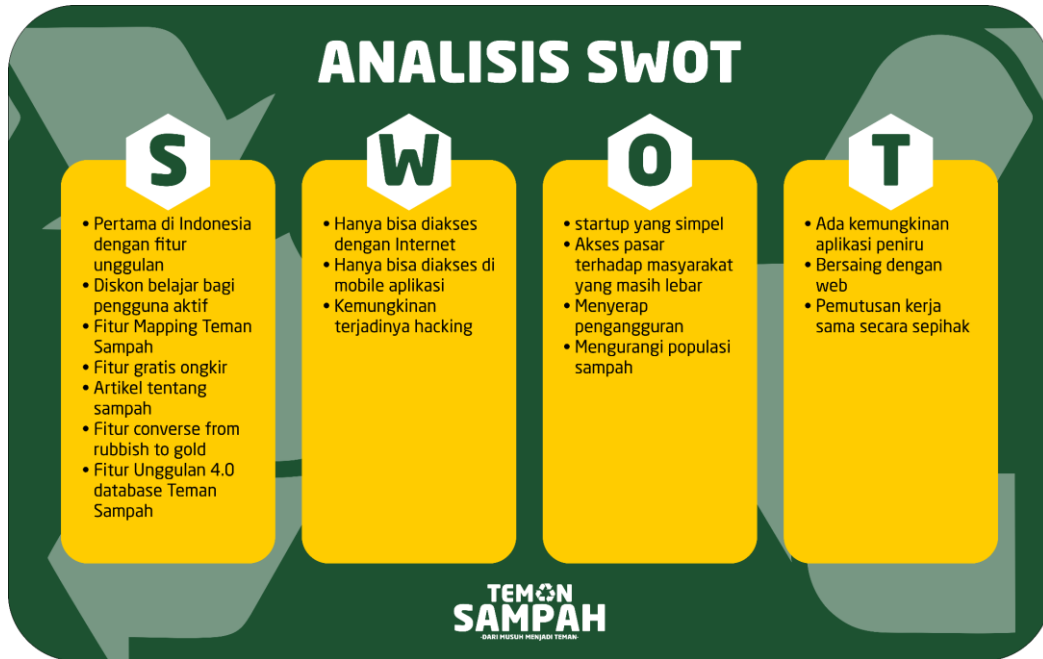 ANALISIS SWOT
S
• Pertama di Indonesia
dengan fitur
unggulan
• Diskon belajar bagi
pengguna aktif
• Fitur Mapping Teman
Sampah
• Fitur gratis ongkir
• Artikel tentang
sampah
• Fitur converse from
rubbish to gold
• Fitur Unggulan 4.0
database Teman
Sampah
W
• Hanya bisa diakses
dengan Internet
• Hanya bisa diakses di
mobile aplikasi
• Kemungkinan
terjadinya hacking
O
• startup yang simpel
• Akses pasar
terhadap masyarakat
yang masih lebar
• Menyerap
pengangguran
• Mengurangi populasi
sampah
T
• Ada kemungkinan
aplikasi peniru
• Bersaing dengan
web
• Pemutusan kerja
sama secara sepihak
TEMAN
SAMPAH
-DARI MUSUH MENJADI TEMAN-